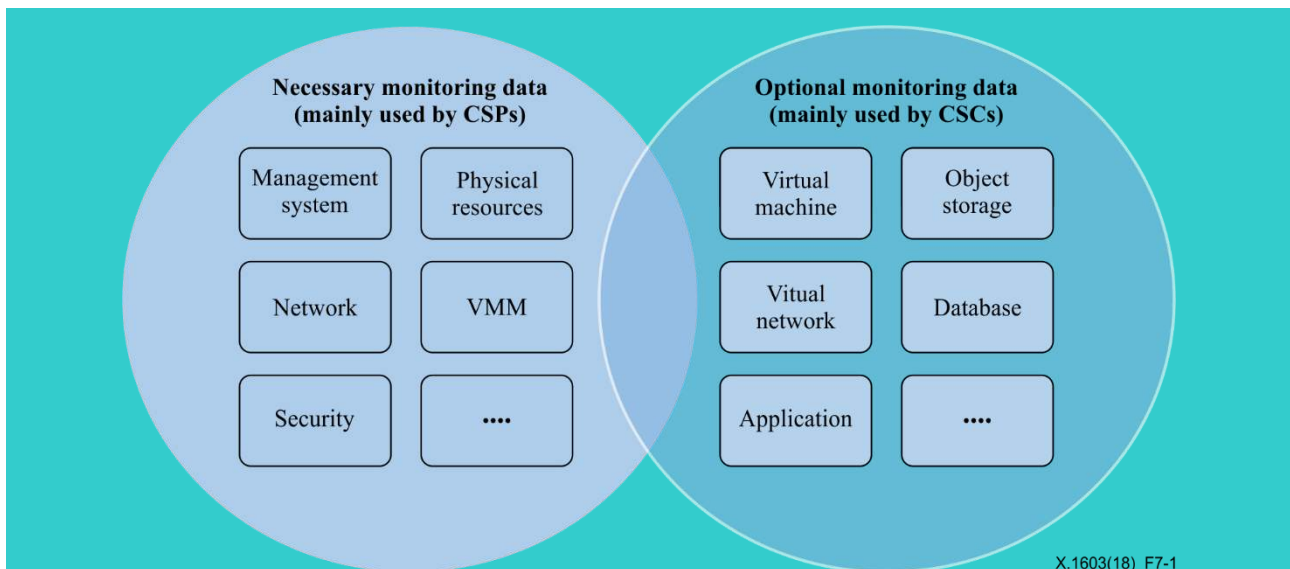 Necessary monitoring data
(mainly used by CSPs)
Management
system
Physical
resources
Network
VMM
Security
....
Optional monitoring data
(mainly used by CSCs)
Virtual
machine
Object
storage
Vitual
network
Database
Application
....
X.1603(18)_F7-1